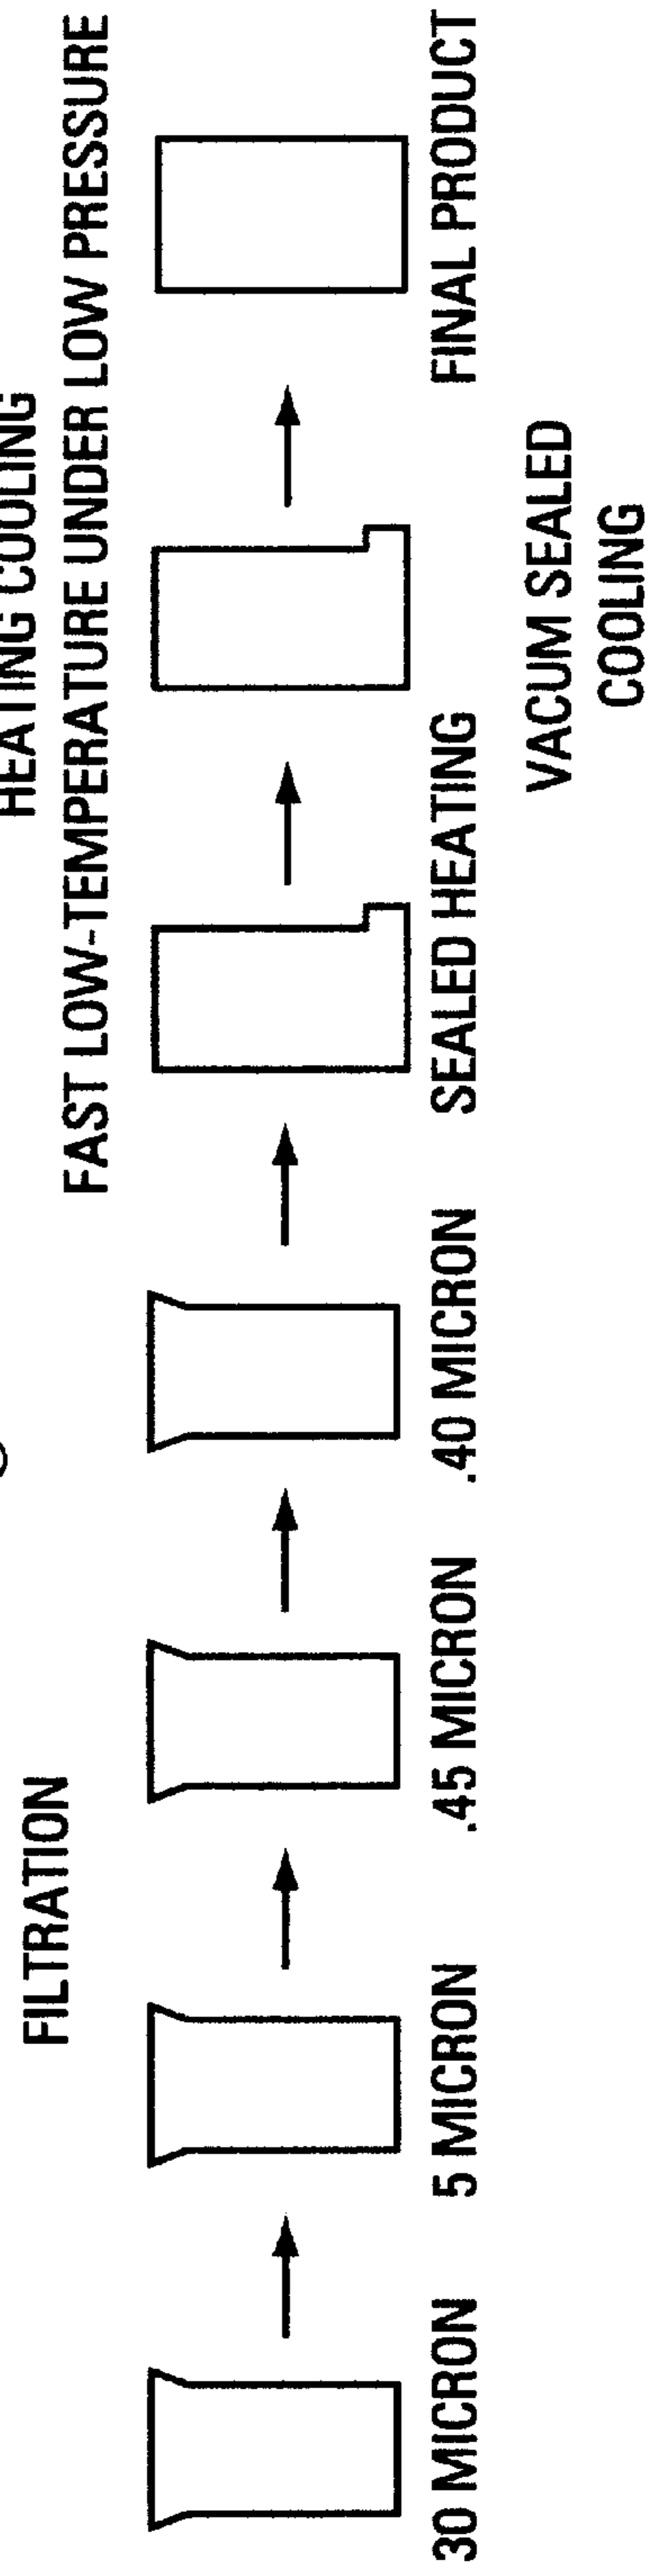 FILTRATION
HEATING COOLING
FAST LOW-TEMPERATURE UNDER LOW PRESSURE
30 MICRON
5 MICRON
.45 MICRON
.40 MICRON
SEALED HEATING
VACUM SEALED
COOLING
FINAL PRODUCT